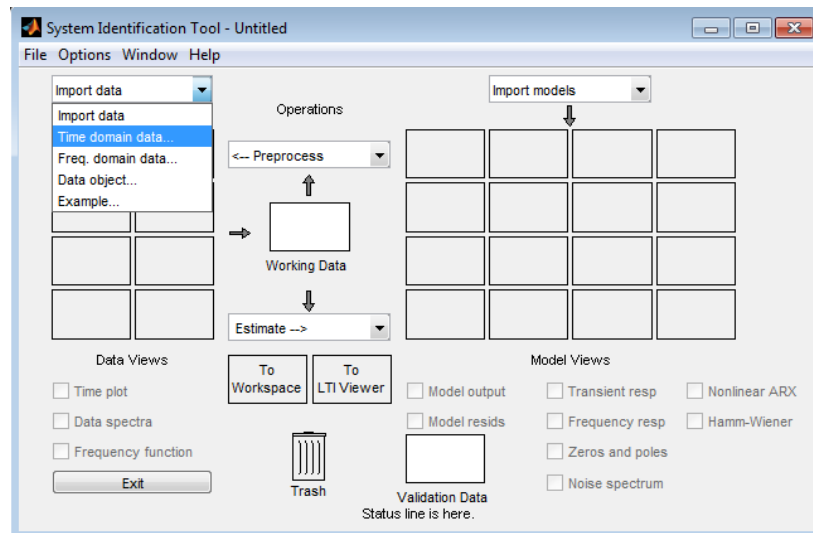 System Identification Tool - Untitled
File Options Window Help
Import data
Import models
Operations
Import data
Time domain data...
Freq. domain data...
Data object...
Example...
<-- Preprocess
Working Data
Estimate -->
Data Views
To Workspace
To LTI Viewer
Model Views
Time plot
Model output
Transient resp
Nonlinear ARX
Data spectra
Model resids
Frequency resp
Hamm-Wiener
Frequency function
Zeros and poles
Exit
Trash
Validation Data
Noise spectrum
Status line is here.